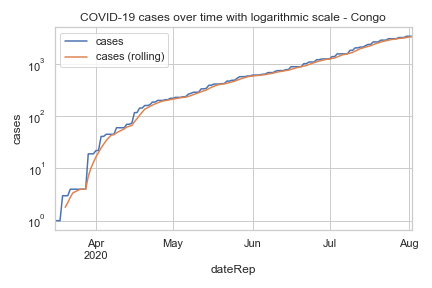 COVID-19 cases over time with logarithmic scale - Congo
cases
cases (rolling)
10³
10²
10¹
10⁰
cases
Apr
2020
May
Jun
Jul
Aug
dateRep